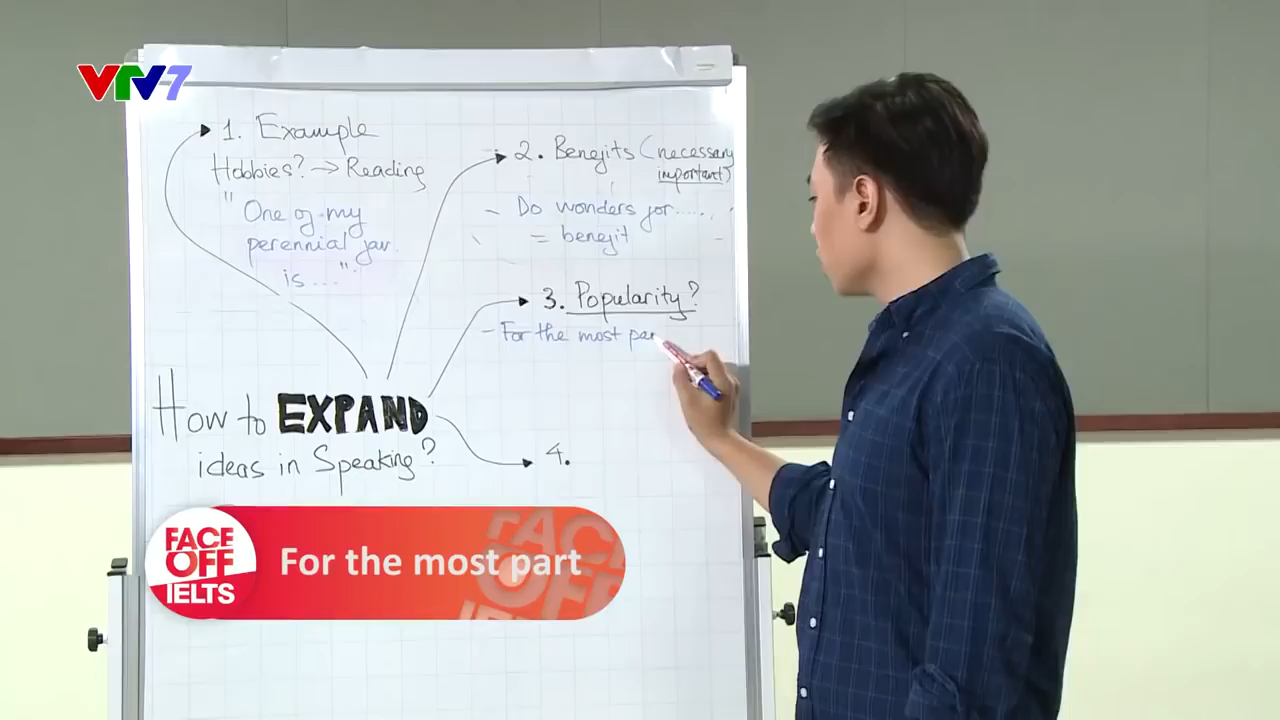 VTV7
1. Example
Hobbies? → Reading
"One of my
perennial fav.
is ..."
2. Benefits (necessary
important)
- Do wonders for......
= benefit
3. Popularity?
- For the most par
How to EXPAND
ideas in Speaking?
4.
FACE
OFF
IELTS
For the most part